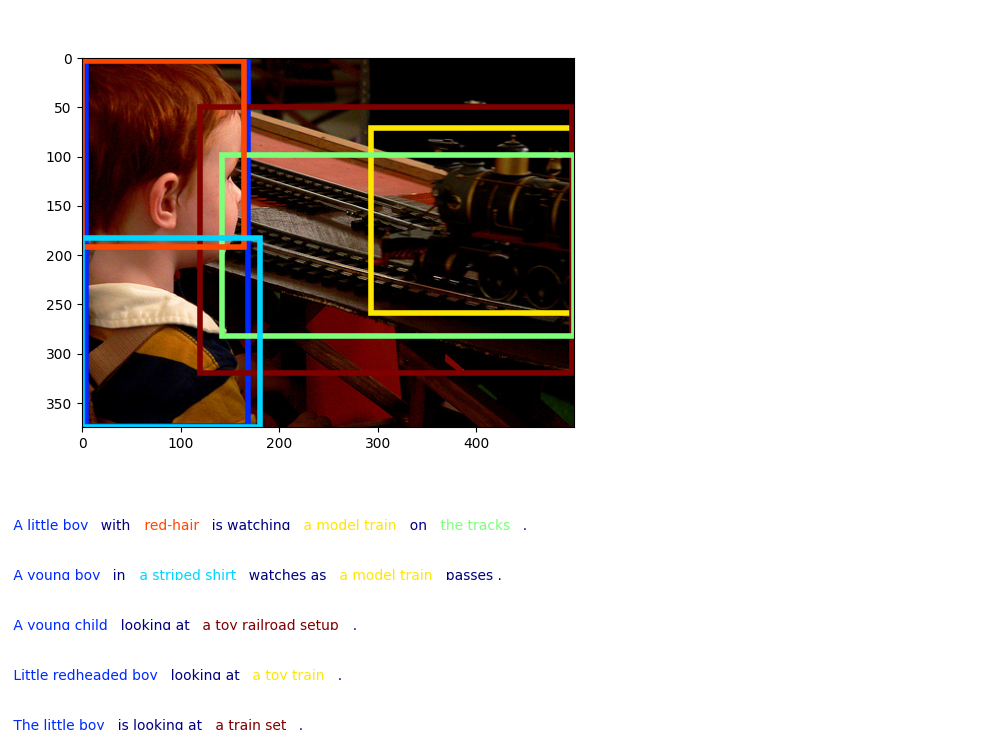 0
50
100
150
200
250
300
350
0 100 200 300 400
A little boy with red-hair is watching a model train on the tracks .
A young boy in a striped shirt watches as a model train passes .
A young child looking at a toy railroad setup .
Little redheaded boy looking at a toy train .
The little boy is looking at a train set .